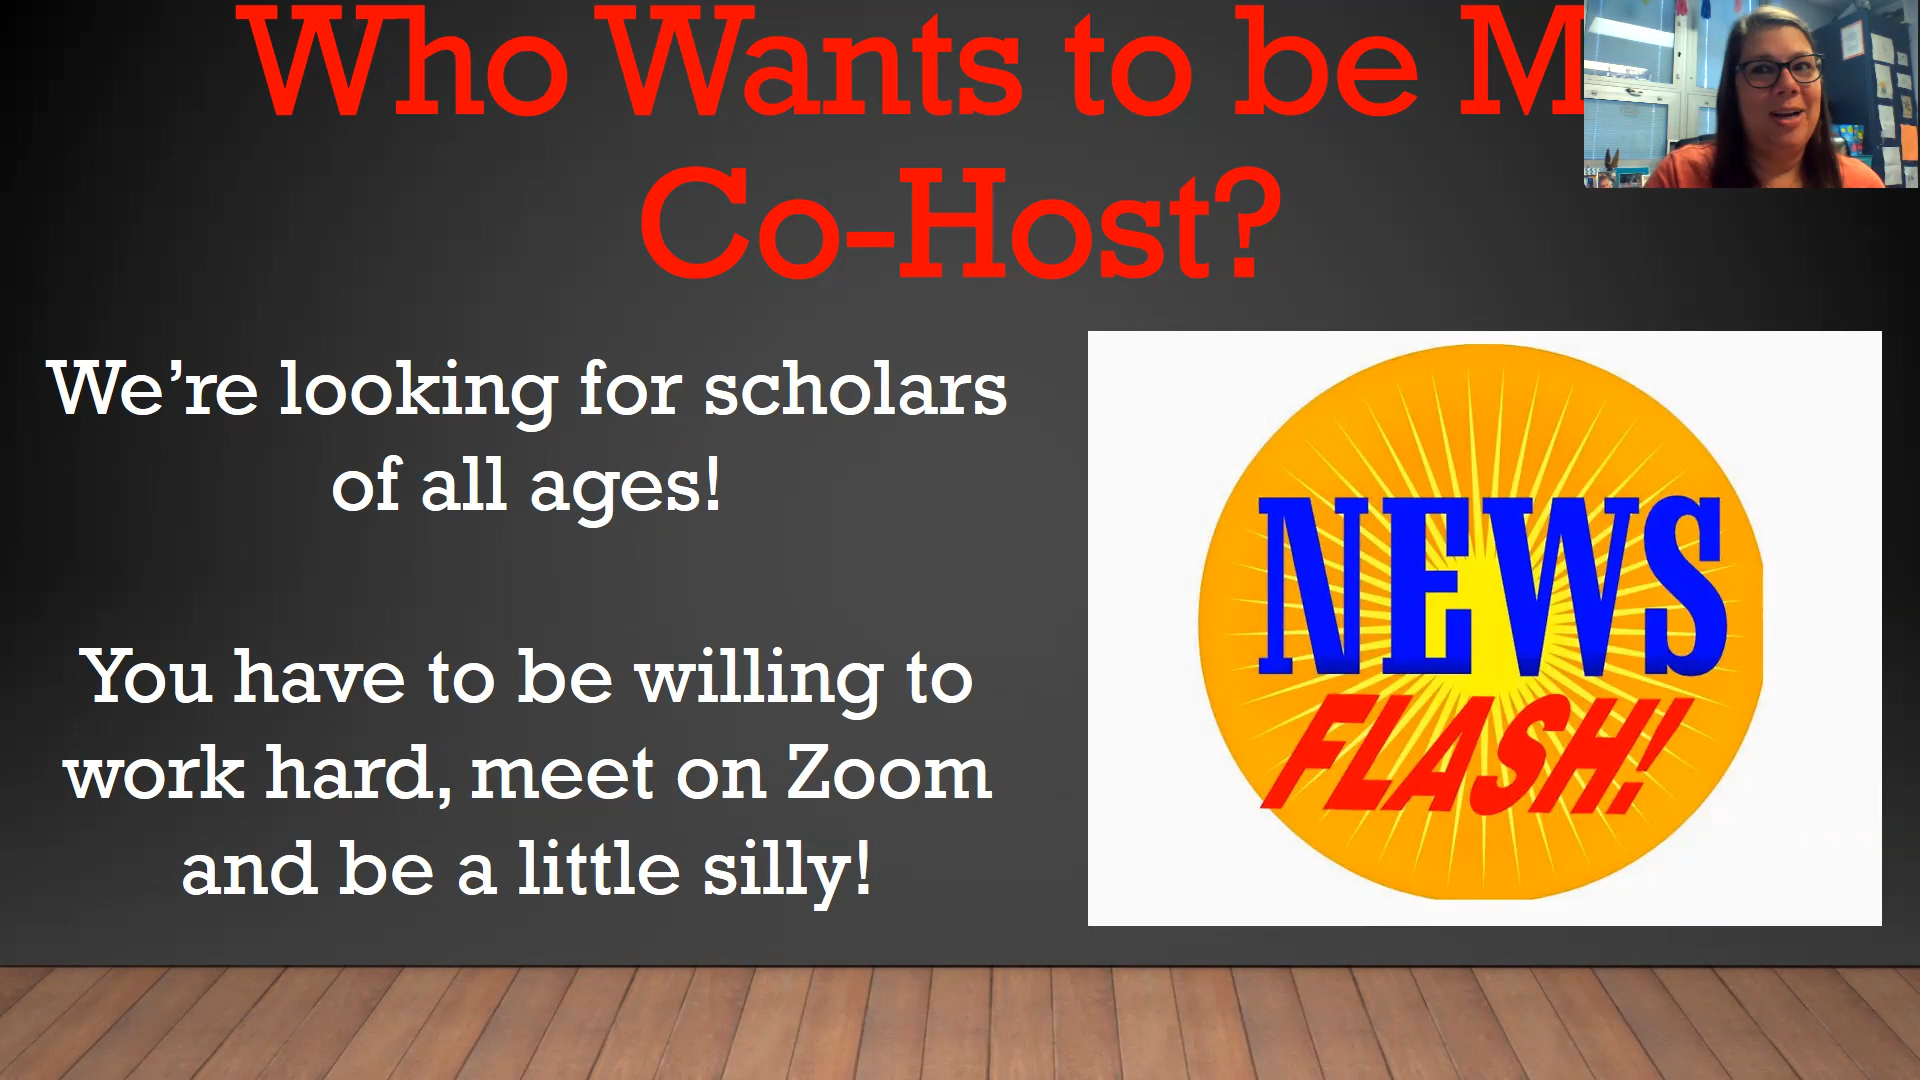 Who Wants to be M
Co-Host?
We’re looking for scholars
of all ages!
You have to be willing to
work hard, meet on Zoom
and be a little silly!
NEWS
FLASH!